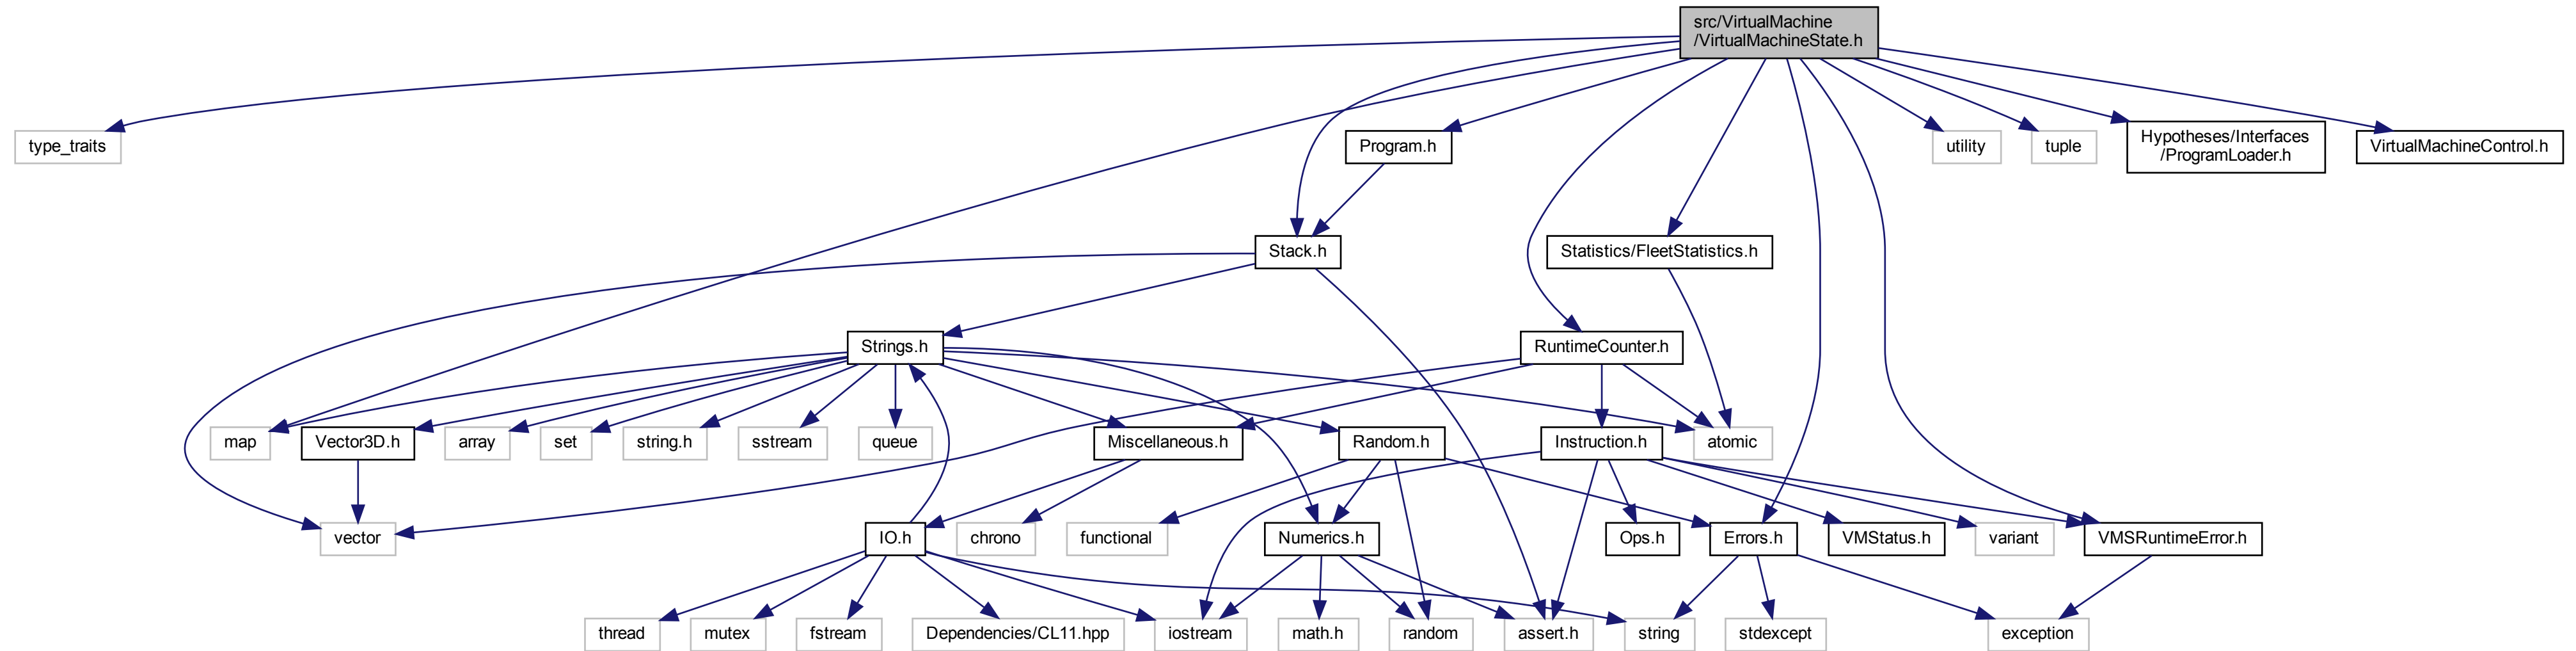 src/VirtualMachine
/VirtualMachineState.h
type_traits
Program.h
utility
tuple
Hypotheses/Interfaces
/ProgramLoader.h
VirtualMachineControl.h
Stack.h
Statistics/FleetStatistics.h
Strings.h
RuntimeCounter.h
map
Vector3D.h
array
set
string.h
sstream
queue
Miscellaneous.h
Random.h
Instruction.h
atomic
vector
IO.h
chrono
functional
Numerics.h
Ops.h
Errors.h
VMStatus.h
variant
VMSRuntimeError.h
thread
mutex
fstream
Dependencies/CL11.hpp
iostream
math.h
random
assert.h
string
stdexcept
exception